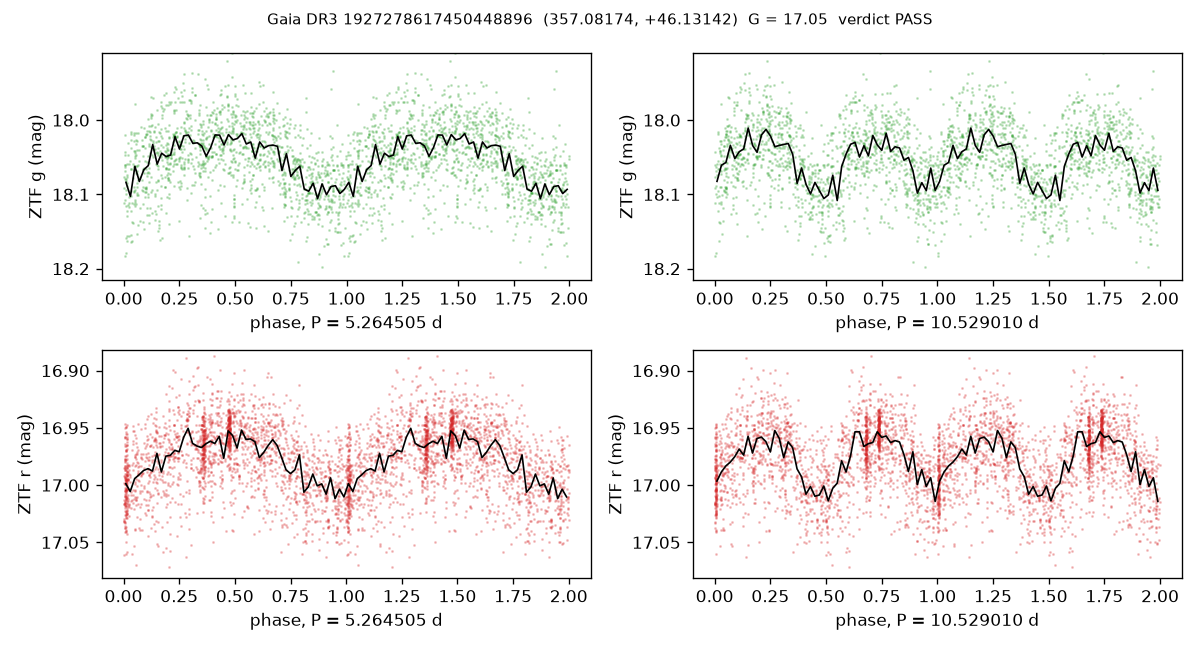 Gaia DR3 1927278617450448896 (357.08174, +46.13142) G = 17.05 verdict PASS
ZTF g (mag)
18.0
18.1
18.2
0.00 0.25 0.50 0.75 1.00 1.25 1.50 1.75 2.00
phase, P = 5.264505 d
ZTF g (mag)
18.0
18.1
18.2
0.00 0.25 0.50 0.75 1.00 1.25 1.50 1.75 2.00
phase, P = 10.529010 d
ZTF r (mag)
16.90
16.95
17.00
17.05
0.00 0.25 0.50 0.75 1.00 1.25 1.50 1.75 2.00
phase, P = 5.264505 d
ZTF r (mag)
16.90
16.95
17.00
17.05
0.00 0.25 0.50 0.75 1.00 1.25 1.50 1.75 2.00
phase, P = 10.529010 d